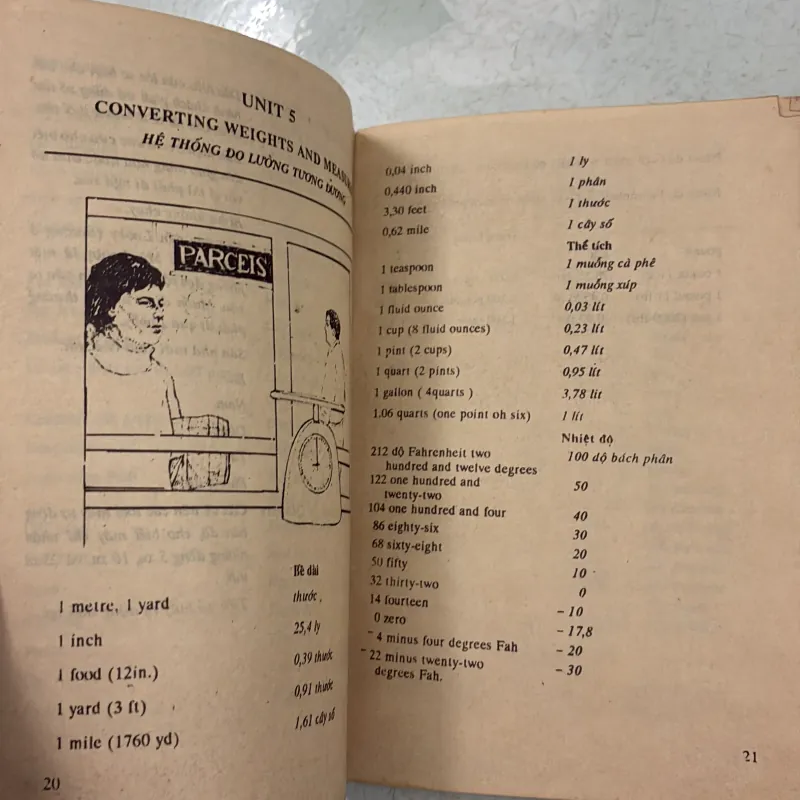 UNIT 5
CONVERTING WEIGHTS AND
HỆ THỐNG ĐO LƯỜNG TƯƠNG ĐƯƠNG
PARCEIS
Bề dài
1 metre, 1 yard thước
1 inch 25,4 ly
1 food (12in.) 0,39 thước
1 yard (3 ft) 0,91 thước
1 mile (1760 yd) 1,61 cây số
20
0,04 inch 1 ly
0,440 inch 1 phân
3,30 feet 1 thước
0,62 mile 1 cây số
Thể tích
1 teaspoon 1 muỗng cà phê
1 tablespoon 1 muỗng xúp
1 fluid ounce 0,03 lít
1 cup (8 fluid ounces) 0,23 lít
1 pint (2 cups) 0,47 lít
1 quart (2 pints) 0,95 lít
1 gallon ( 4quarts ) 3,78 lít
1.06 quarts (one point oh six) 1 lít
Nhiệt độ
212 độ Fahrenheit two 100 độ bách phân
hundred and twelve degrees
122 one hundred and 50
twenty-two
104 one hundred and four 40
86 eighty-six 30
68 sixty-eight 20
50 fifty 10
32 thirty-two 0
14 fourteen – 10
0 zero – 17,8
– 4 minus four degrees Fah – 20
– 22 minus twenty-two – 30
degrees Fah.
21